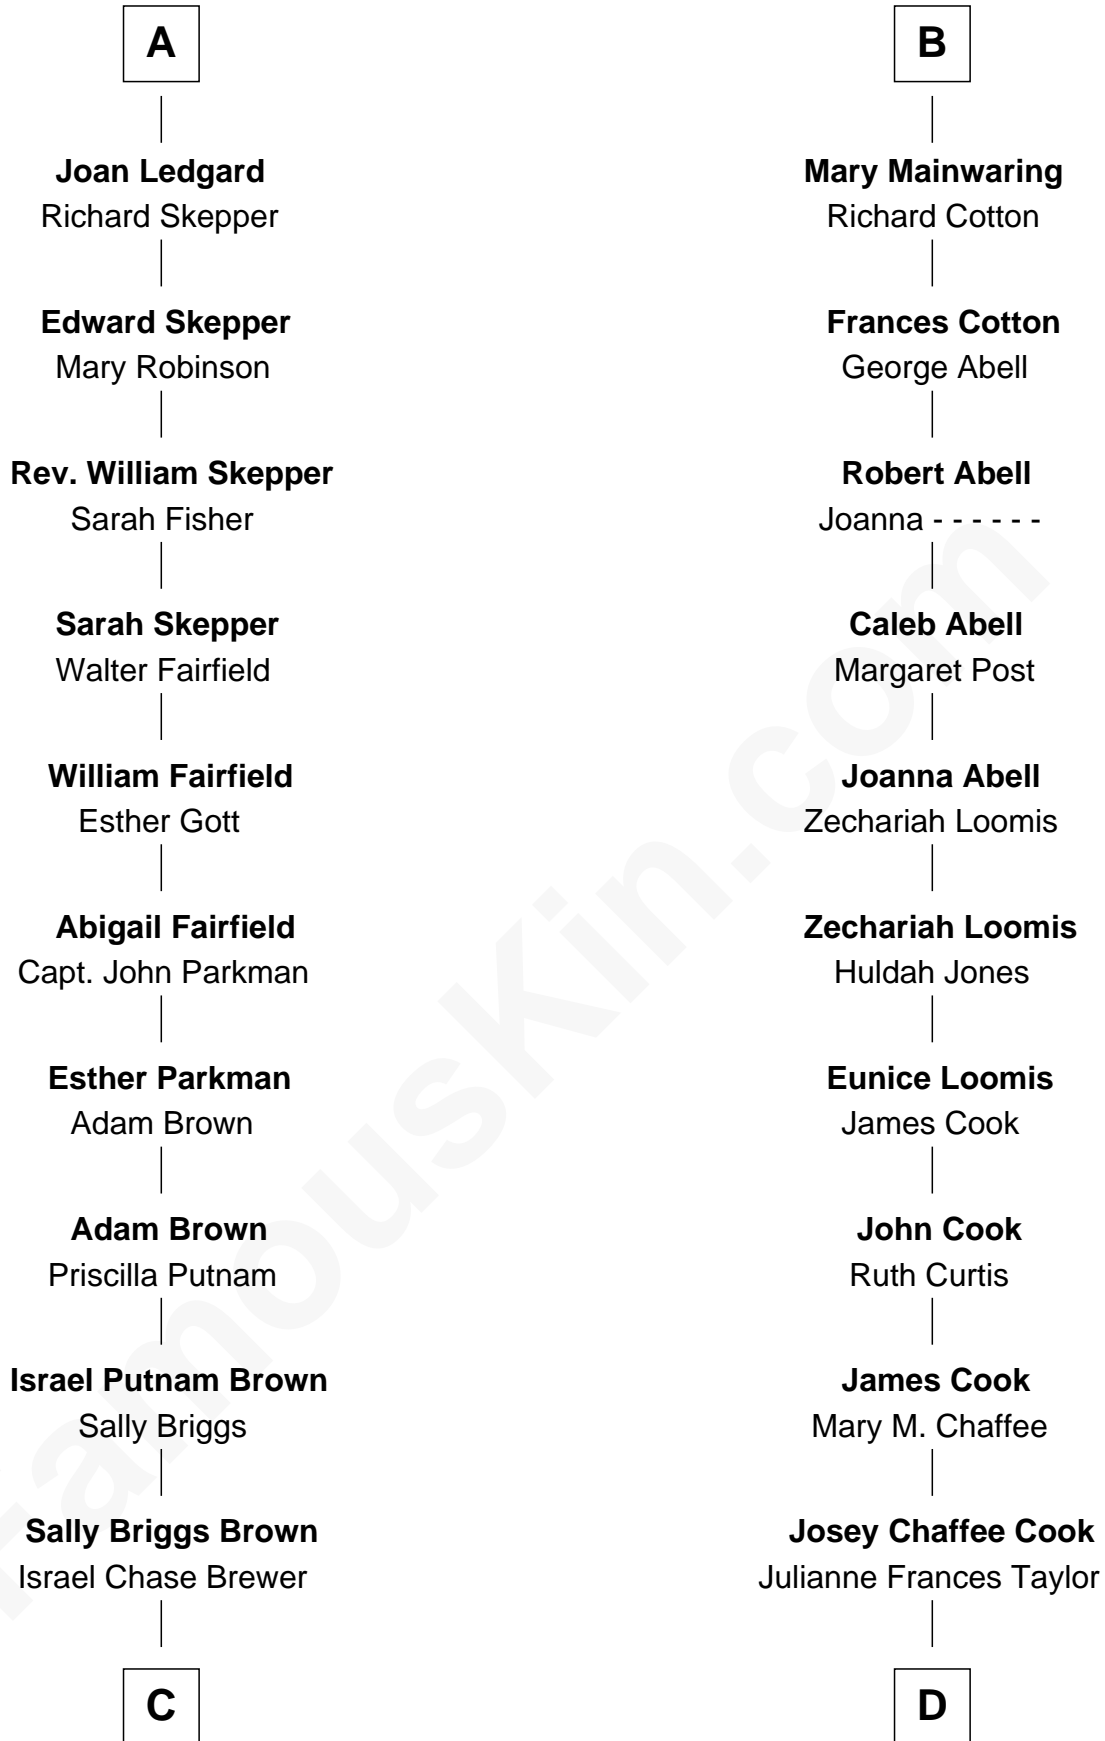 A
Joan Ledgard
Richard Skepper
Edward Skepper
Mary Robinson
Rev. William Skepper
Sarah Fisher
Sarah Skepper
Walter Fairfield
William Fairfield
Esther Gott
Abigail Fairfield
Capt. John Parkman
Esther Parkman
Adam Brown
Adam Brown
Priscilla Putnam
Israel Putnam Brown
Sally Briggs
Sally Briggs Brown
Israel Chase Brewer
C
B
Mary Mainwaring
Richard Cotton
Frances Cotton
George Abell
Robert Abell
Joanna - - - - - -
Caleb Abell
Margaret Post
Joanna Abell
Zechariah Loomis
Zechariah Loomis
Huldah Jones
Eunice Loomis
James Cook
John Cook
Ruth Curtis
James Cook
Mary M. Chaffee
Josey Chaffee Cook
Julianne Frances Taylor
D
FamousKin.com